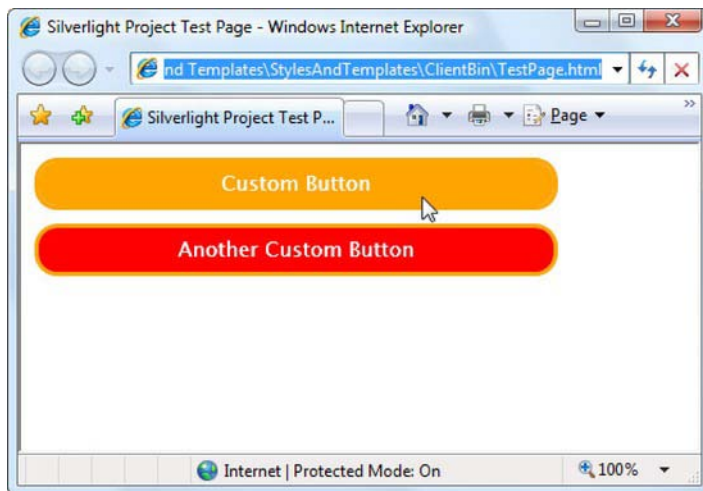 Silverlight Project Test Page - Windows Internet Explorer
nd Templates\StylesAndTemplates\ClientBin\TestPage.html
Silverlight Project Test P...
Page
Custom Button
Another Custom Button
Internet | Protected Mode: On
100%